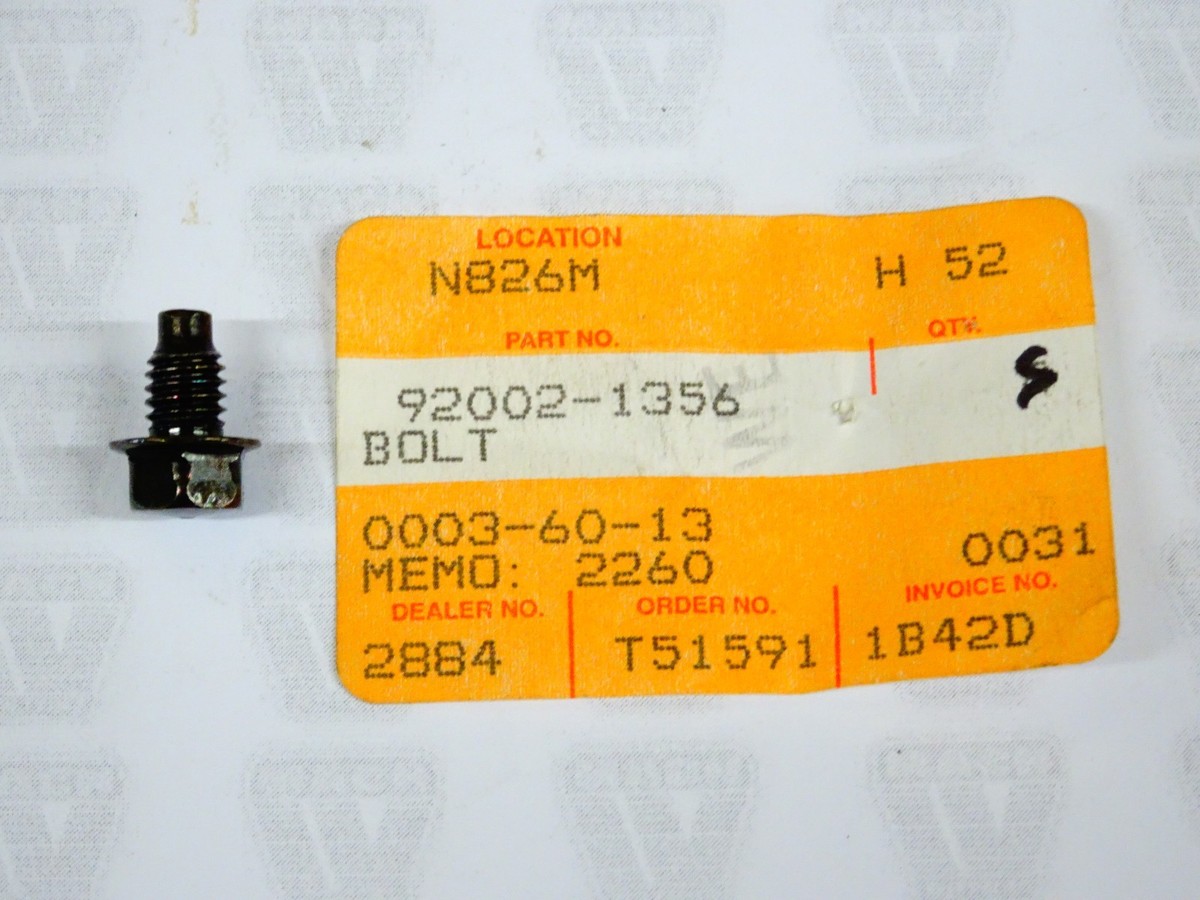 LOCATION
N826M H 52
PART NO. QTY.
92002-1356 5
BOLT
0003-60-13 0031
MEMO: 2260
DEALER NO. ORDER NO. INVOICE NO.
2884 T51591 1B42D